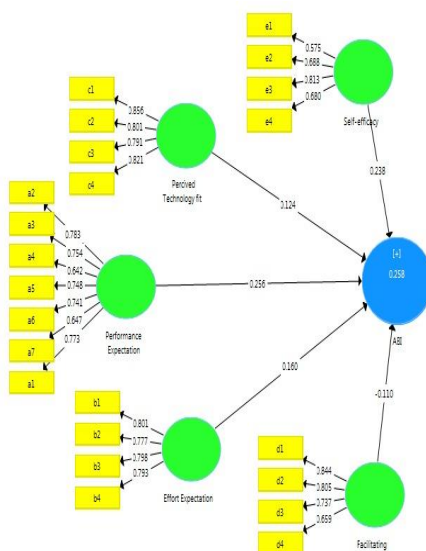 e1
e2
e3
e4
0.575
0.688
0.813
0.680
Self-efficacy
c1
c2
c3
c4
0.856
0.801
0.791
0.821
Percived
Technology fit
0.238
0.124
a2
a3
a4
a5
a6
a7
a1
0.783
0.754
0.642
0.748
0.741
0.647
0.773
Performance
Expectation
0.256
[+]
0.258
ABI
0.160
-0.110
b1
b2
b3
b4
0.801
0.777
0.798
0.793
Effort Expectation
d1
d2
d3
d4
0.844
0.805
0.737
0.659
Facilitating